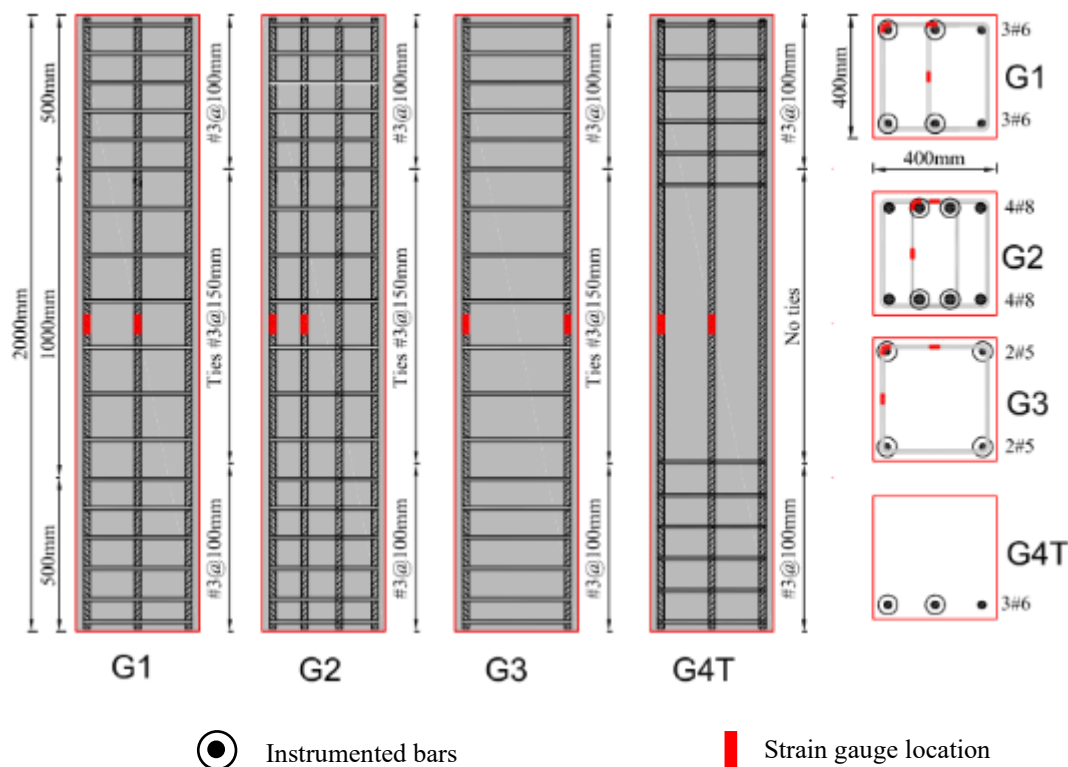 2000mm
500mm
1000mm
500mm
#3@100mm
Ties #3@150mm
#3@100mm
G1
#3@100mm
Ties #3@150mm
#3@100mm
G2
#3@100mm
Ties #3@150mm
#3@100mm
G3
#3@100mm
No ties
#3@100mm
G4T
400mm
3#6
G1
3#6
400mm
4#8
G2
4#8
2#5
G3
2#5
G4T
3#6
Instrumented bars
Strain gauge location